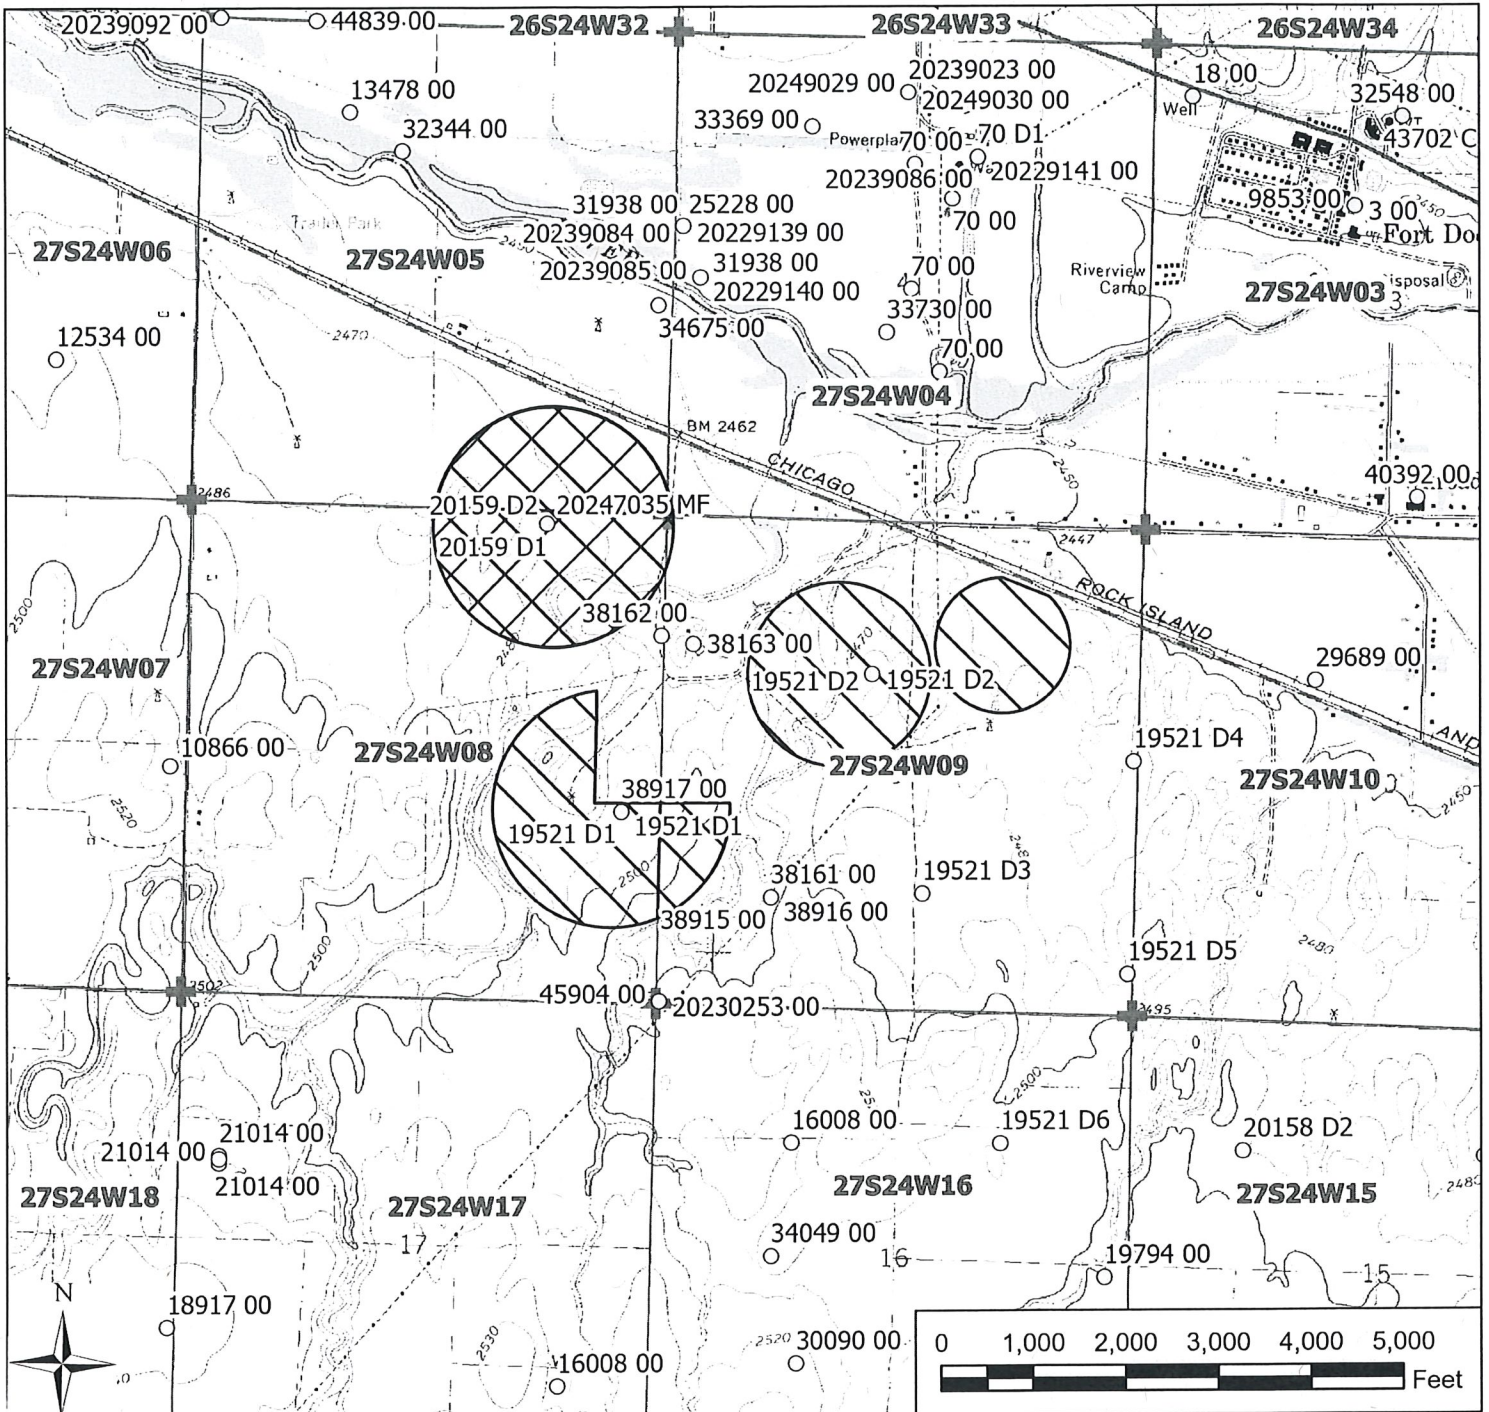 20239092 00
44839 00
26S24W32
26S24W33
26S24W34
13478 00
32344 00
20249029 00
20239023 00
20249030 00
33369 00
18 00
Well
32548 00
43702 C
Powerpla
70 00
70 D1
20239086 00
20229141 00
70 00
9853 00
3 00
2450
Fort Do
31938 00
25228 00
20239084 00
20229139 00
27S24W06
27S24W05
20239085 00
31938 00
20229140 00
70 00
Riverview
Camp
isposal
27S24W03
3
34675 00
33730 00
12534 00
2470
70 00
27S24W04
BM 2462
CHICAGO
2450
40392 00
2486
20159 D2
20247035 MF
20159 D1
2447
ROCK ISLAND
2500
38162 00
38163 00
2480
2470
27S24W07
19521 D2
19521 D2
29689 00
AND
10866 00
27S24W08
27S24W09
19521 D4
27S24W10
2450
2520
38917 00
19521 D1
19521 D1
2500
38161 00
38916 00
19521 D3
38915 00
2500
2480
19521 D5
2502
45904 00
20230253 00
2495
2500
21014 00
21014 00
21014 00
16008 00
19521 D6
20158 D2
27S24W18
27S24W17
27S24W16
27S24W15
2480
17
34049 00
16
19794 00
15
N
18917 00
2530
2520
30090 00
16008 00
0 1,000 2,000 3,000 4,000 5,000
Feet